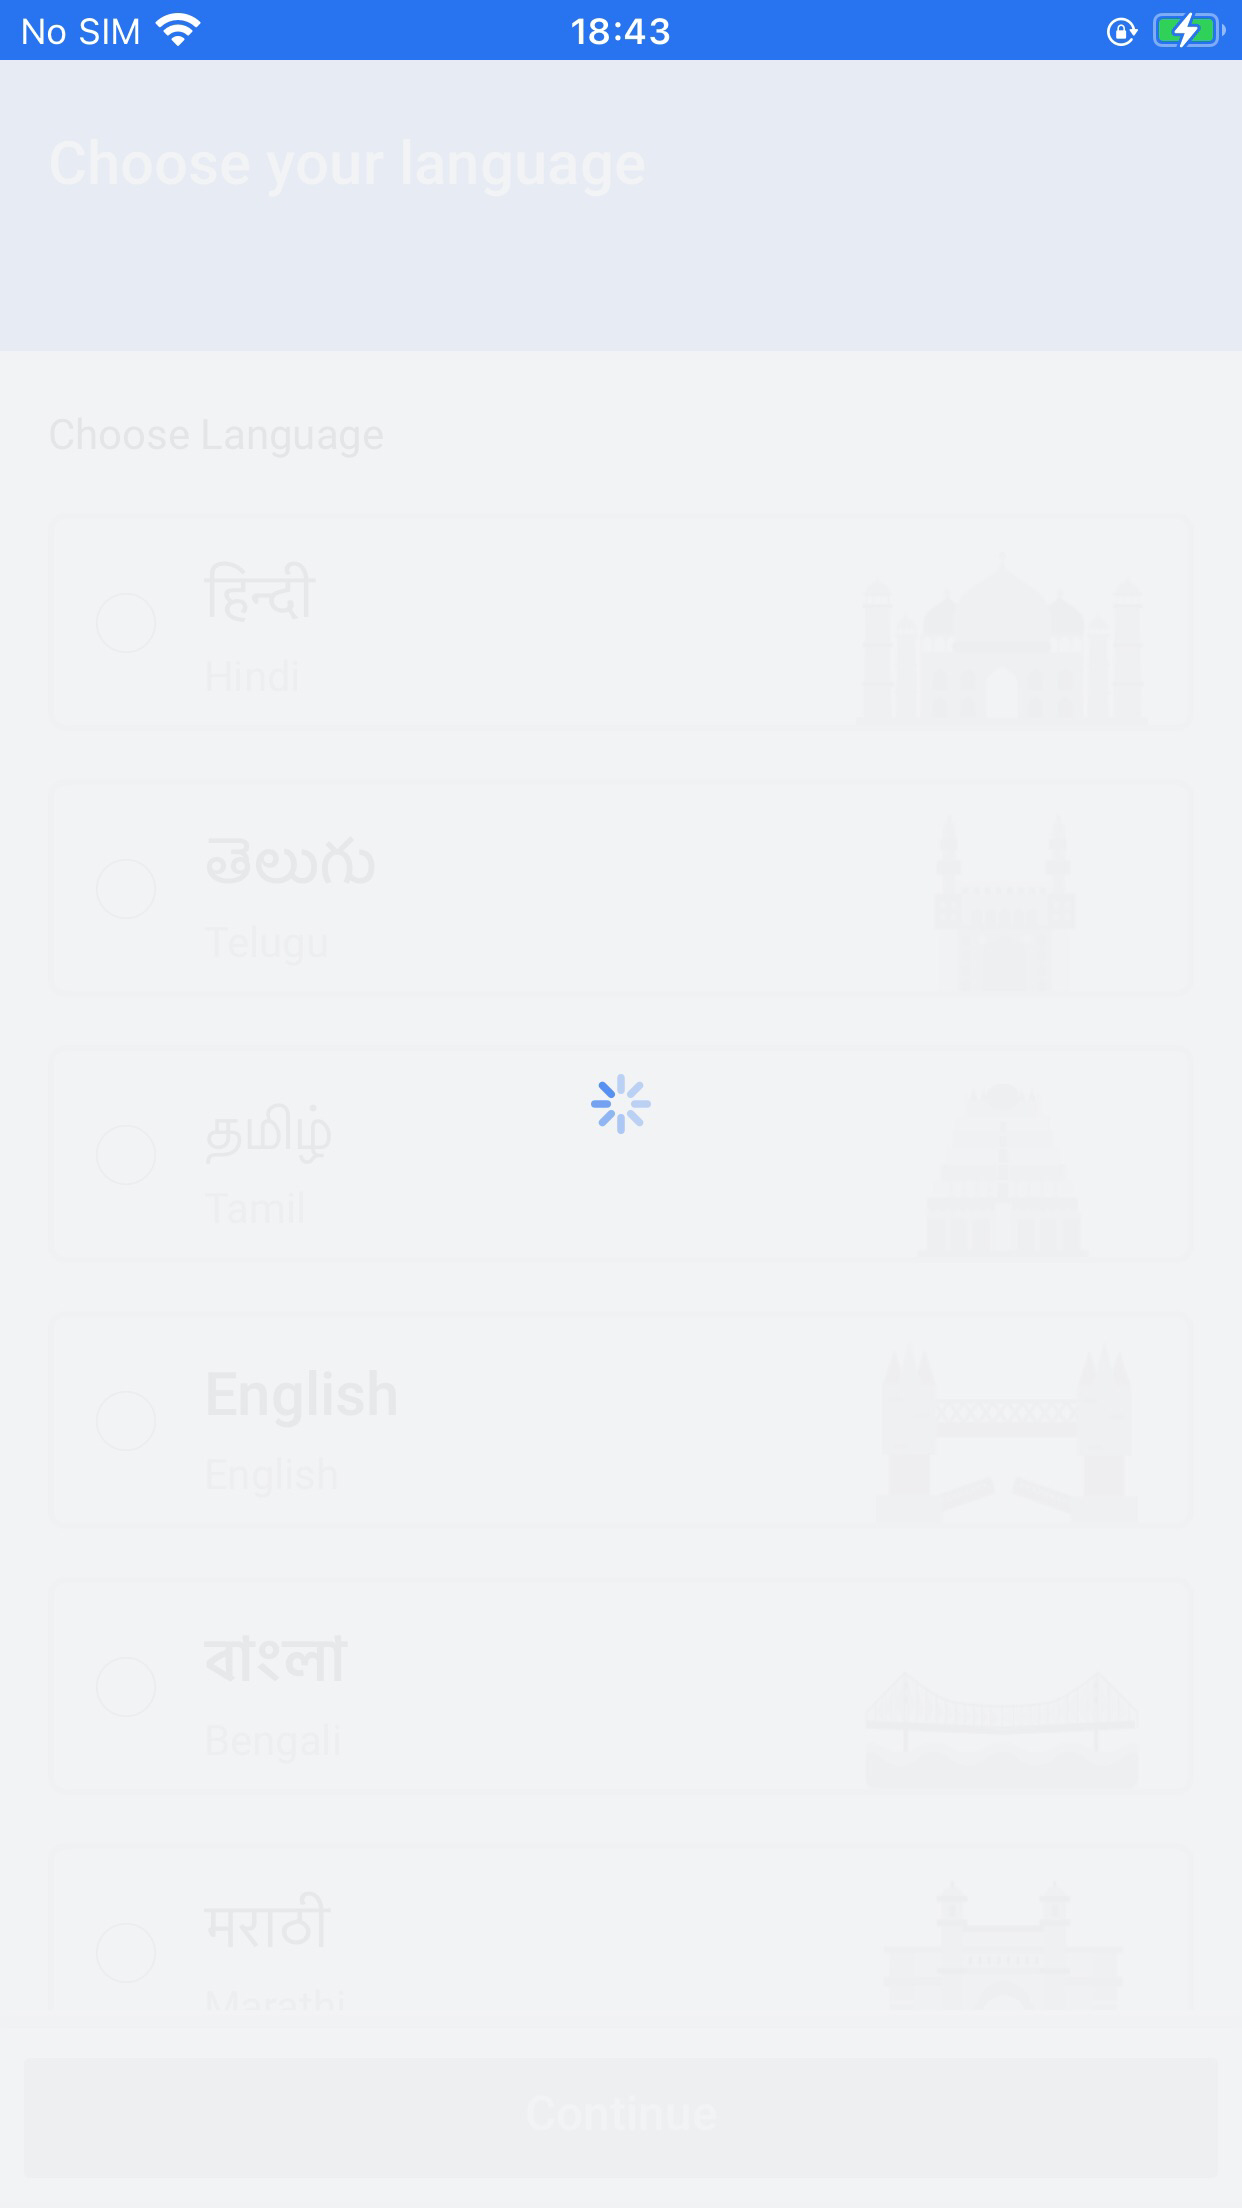 No SIM 18:43
Choose your language
Choose Language
हिन्दी
Hindi
తెలుగు
Telugu
தமிழ்
Tamil
English
English
বাংলা
Bengali
मराठी
Marathi
Continue